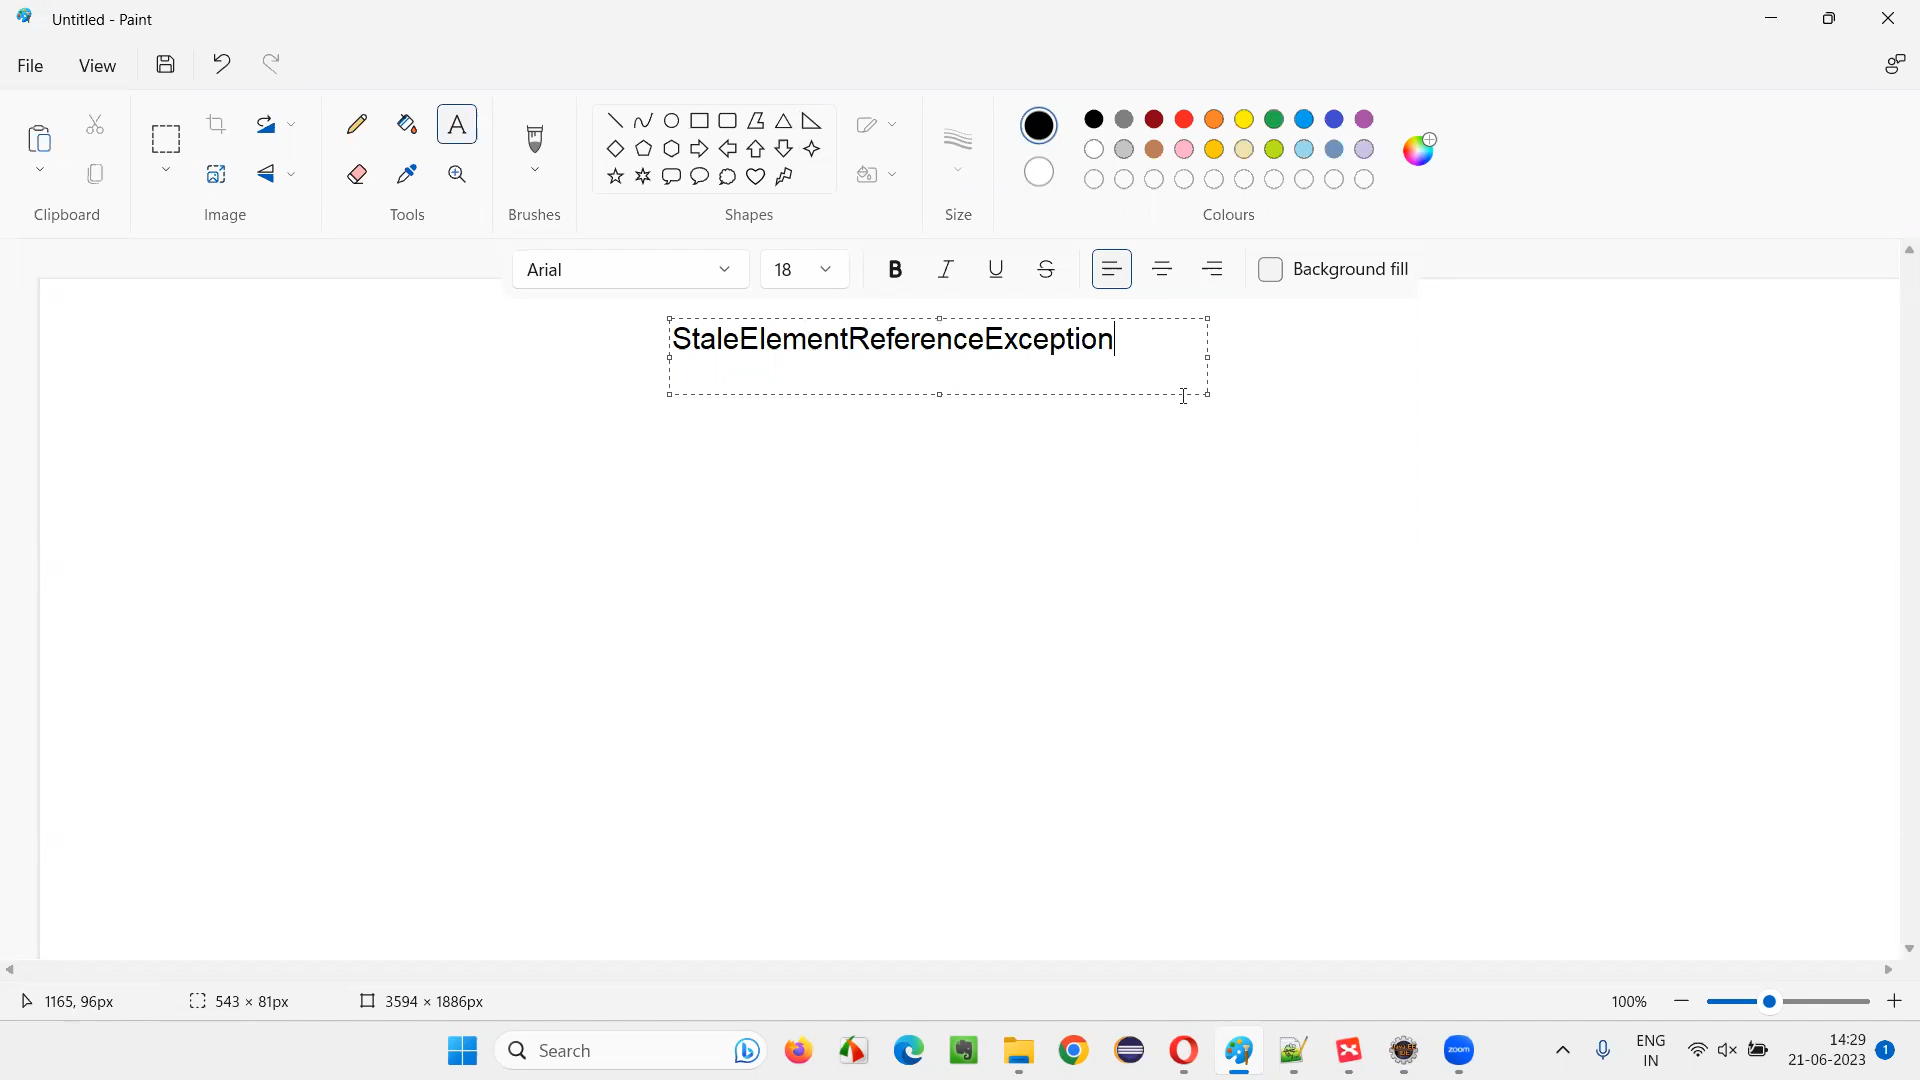 Untitled - Paint
File
View
Clipboard
Image
Tools
Brushes
Shapes
Size
Colours
Arial
18
B
I
U
S
Background fill
StaleElementReferenceException
1165, 96px
543 × 81px
3594 × 1886px
100%
Search
zoom
ENG
IN
14:29
21-06-2023
1